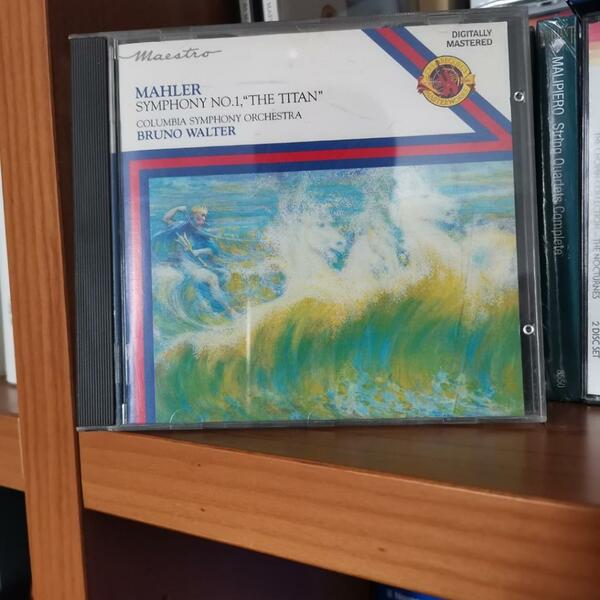 Maestro
DIGITALLY
MASTERED
MAHLER
SYMPHONY NO.1, "THE TITAN"
COLUMBIA SYMPHONY ORCHESTRA
BRUNO WALTER
MALIPIERO String Quartets Complete
THE NOCTURNES
2 DISC SET